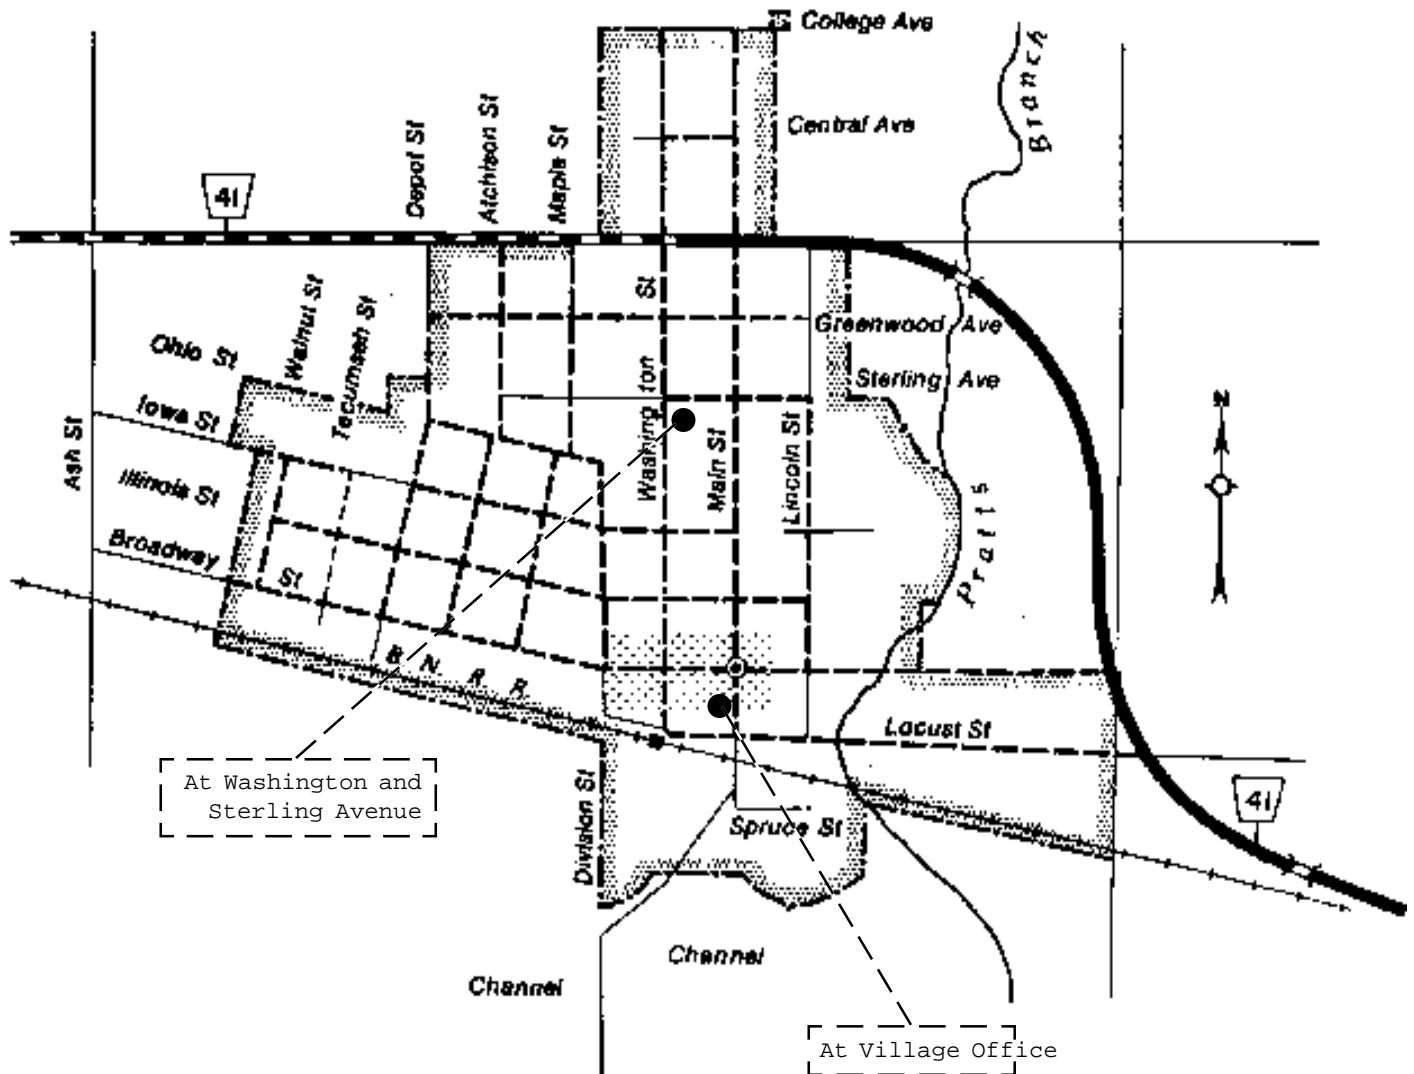 College Ave
Branch
Central Ave
Depot St
Atchison St
Maple St
41
St
Greenwood Ave
Walnut St
Tecumseh St
Ohio St
Sterling Ave
Iowa St
Washing ton
Main St
Lincoln St
N
Ash St
Illinois St
Pratts
Broadway
St
B N R R
Locust St
At Washington and
Sterling Avenue
Division St
41
Spruce St
Channel
Channel
At Village Office